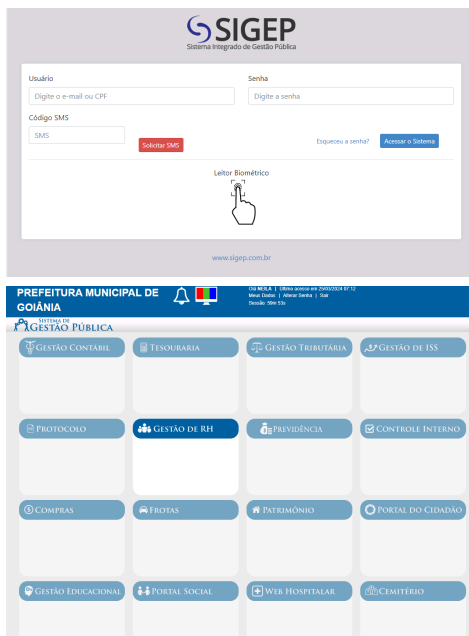 SIGEP
Sistema Integrado
de Gestão Pública
Usuário
Senha
Digite o e-mail ou CPF
Digite a senha
Código SMS
SMS
Solicitar SMS
Esqueceu a senha?
Acessar o Sistema
Leitor Biométrico
www.sigep.com.br
PREFEITURA MUNICIPAL DE
GOIÂNIA
Olá NEILA | Último acesso em 25/03/2024 07:12
Meus Dados | Alterar Senha | Sair
Sessão: 59m 53s
Sistema de
Gestão Pública
Gestão Contábil
Tesouraria
Gestão Tributária
Gestão de ISS
Protocolo
Gestão de RH
Previdência
Controle Interno
Compras
Frotas
Patrimônio
Portal do Cidadão
Gestão Educacional
Portal Social
Web Hospitalar
Cemitério